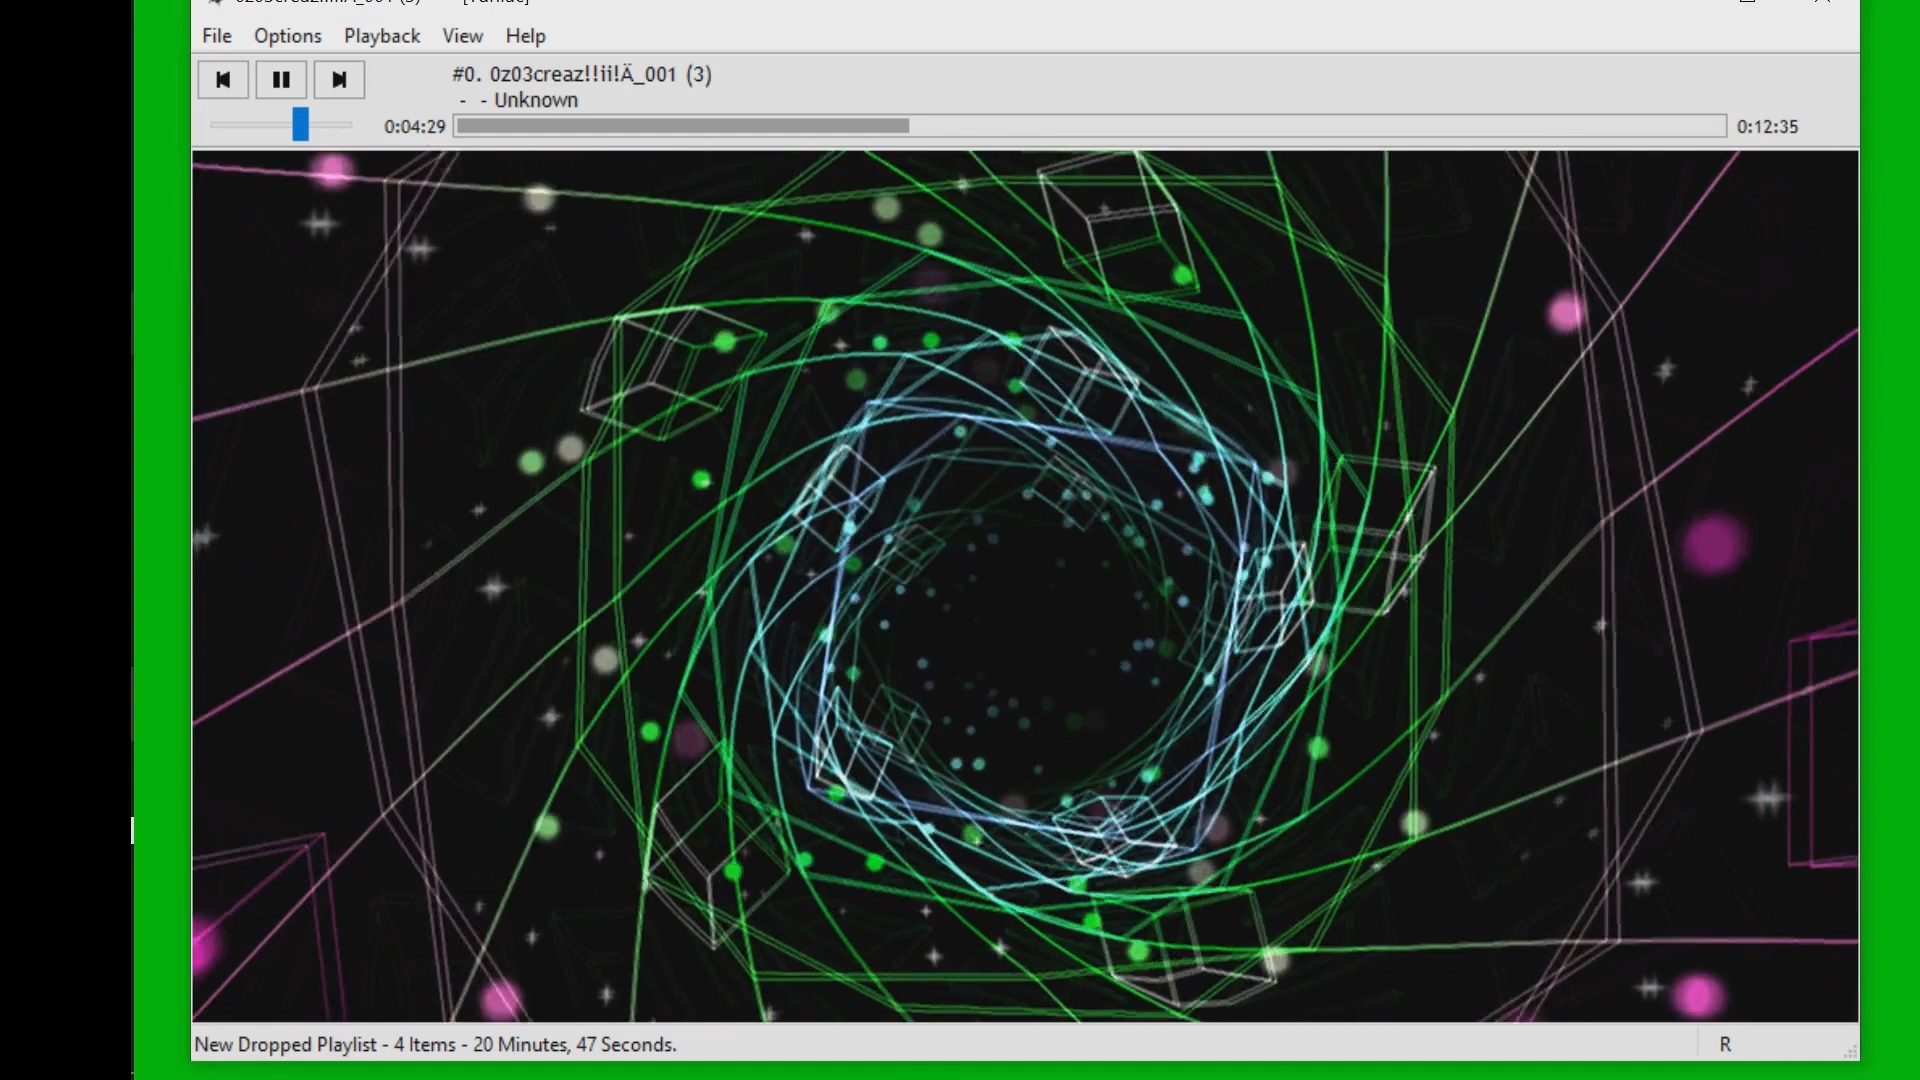 File Options Playback View Help
#0. 0z03creaz!!ii!Ä_001 (3)
- - Unknown
0:04:29
0:12:35
New Dropped Playlist - 4 Items - 20 Minutes, 47 Seconds.
R